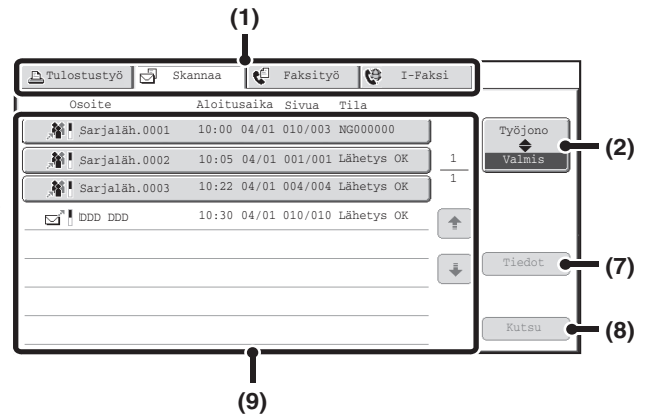 (1)
Tulostustyö Skannaa Faksityö I-Faksi
Osoite Aloitusaika Sivua Tila
Sarjaläh.0001 10:00 04/01 010/003 NG000000
Sarjaläh.0002 10:05 04/01 001/001 Lähetys OK
Sarjaläh.0003 10:22 04/01 004/004 Lähetys OK
DDD DDD 10:30 04/01 010/010 Lähetys OK
1
1
Työjono
Valmis
(2)
Tiedot
(7)
Kutsu
(8)
(9)